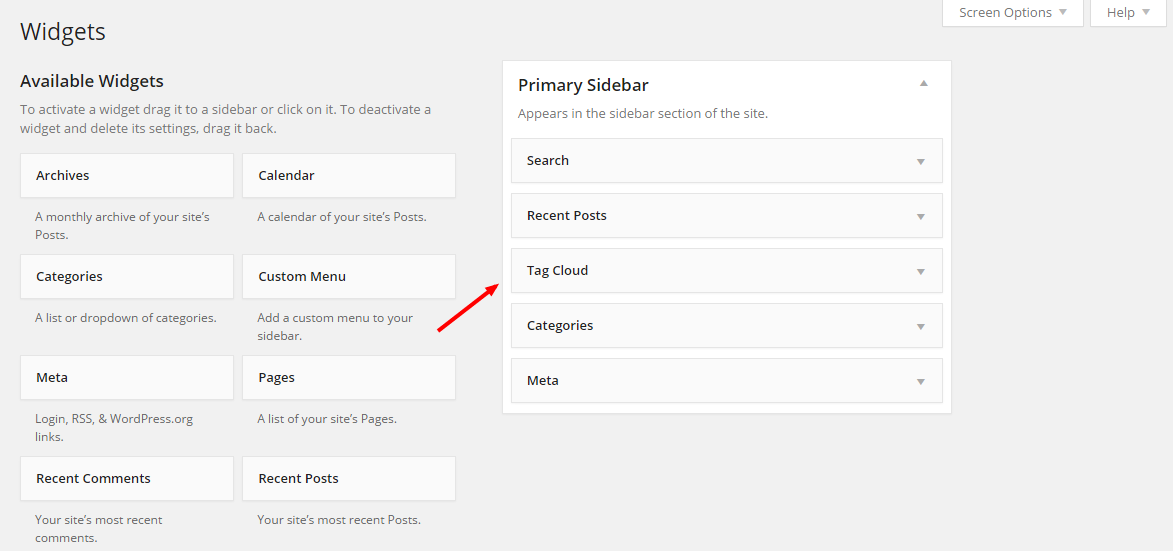 Screen Options
Help
Widgets
Available Widgets
To activate a widget drag it to a sidebar or click on it. To deactivate a
widget and delete its settings, drag it back.
Archives
Calendar
A monthly archive of your site’s
Posts.
A calendar of your site’s Posts.
Categories
Custom Menu
A list or dropdown of categories.
Add a custom menu to your
sidebar.
Meta
Pages
Login, RSS, & WordPress.org
links.
A list of your site’s Pages.
Recent Comments
Recent Posts
Your site’s most recent
comments.
Your site’s most recent Posts.
Primary Sidebar
Appears in the sidebar section of the site.
Search
Recent Posts
Tag Cloud
Categories
Meta